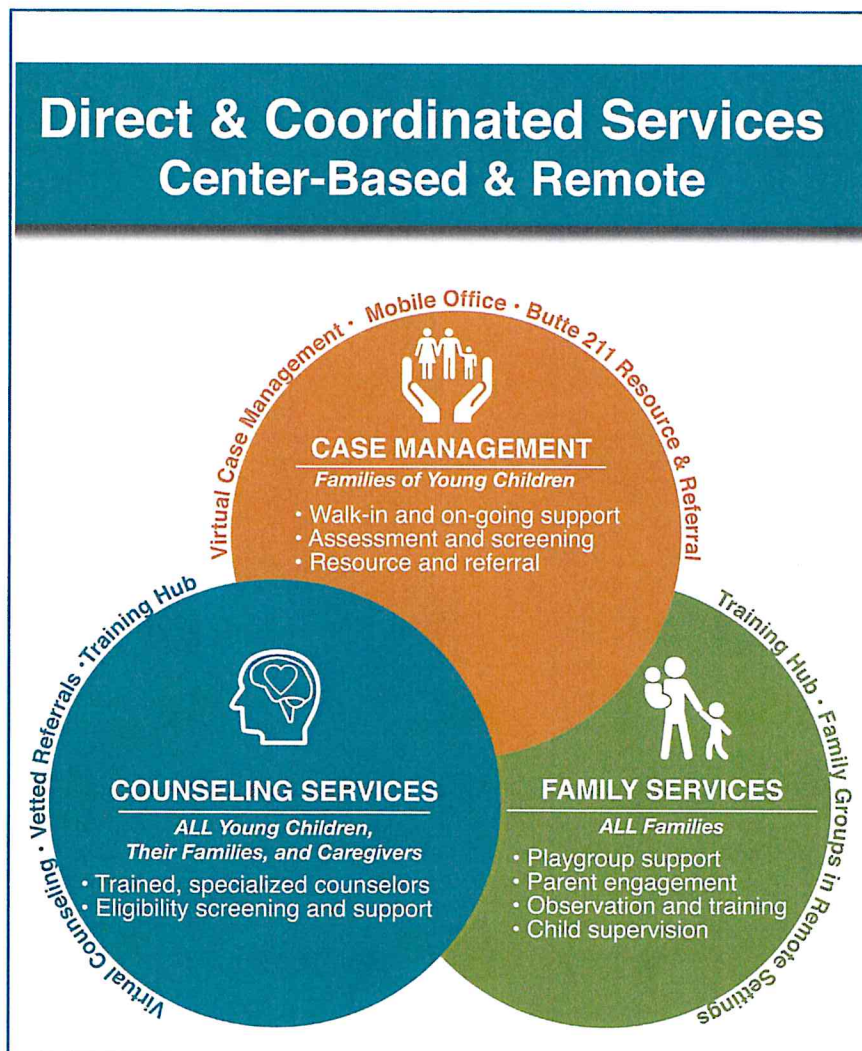 Direct & Coordinated Services
Center-Based & Remote
Virtual Case Management • Mobile Office • Butte 211 Resource & Referral
CASE MANAGEMENT
Families of Young Children
• Walk-in and on-going support
• Assessment and screening
• Resource and referral
Virtual Counseling • Vetted Referrals •Training Hub
COUNSELING SERVICES
ALL Young Children,
Their Families, and Caregivers
• Trained, specialized counselors
• Eligibility screening and support
Training Hub • Family Groups in Remote Settings
FAMILY SERVICES
ALL Families
• Playgroup support
• Parent engagement
• Observation and training
• Child supervision